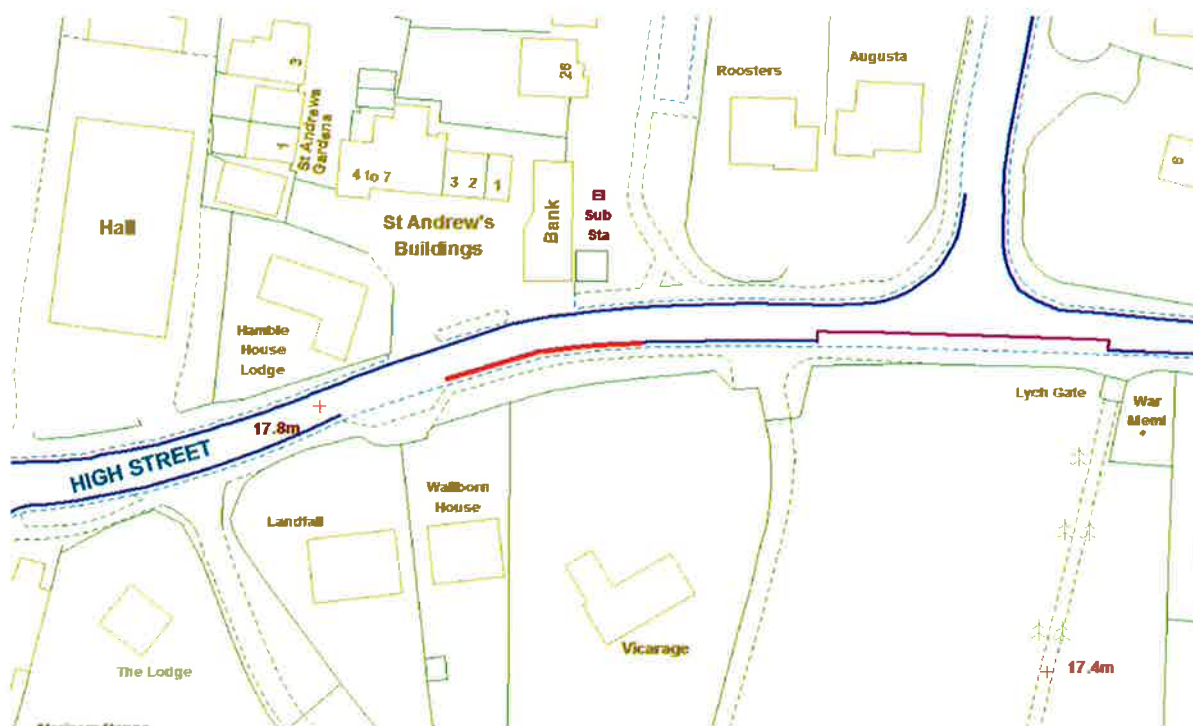 3
28
Roosters
Augusta
1
St Andrews
Gardens
4 to 7
3 2 1
El
Sub
Sta
Bank
Hall
St Andrew's
Buildings
Hamble
House
Lodge
17.8m
HIGH STREET
Lych Gate
War
Meml
Wallborn
House
Landfall
Vicarage
The Lodge
17.4m